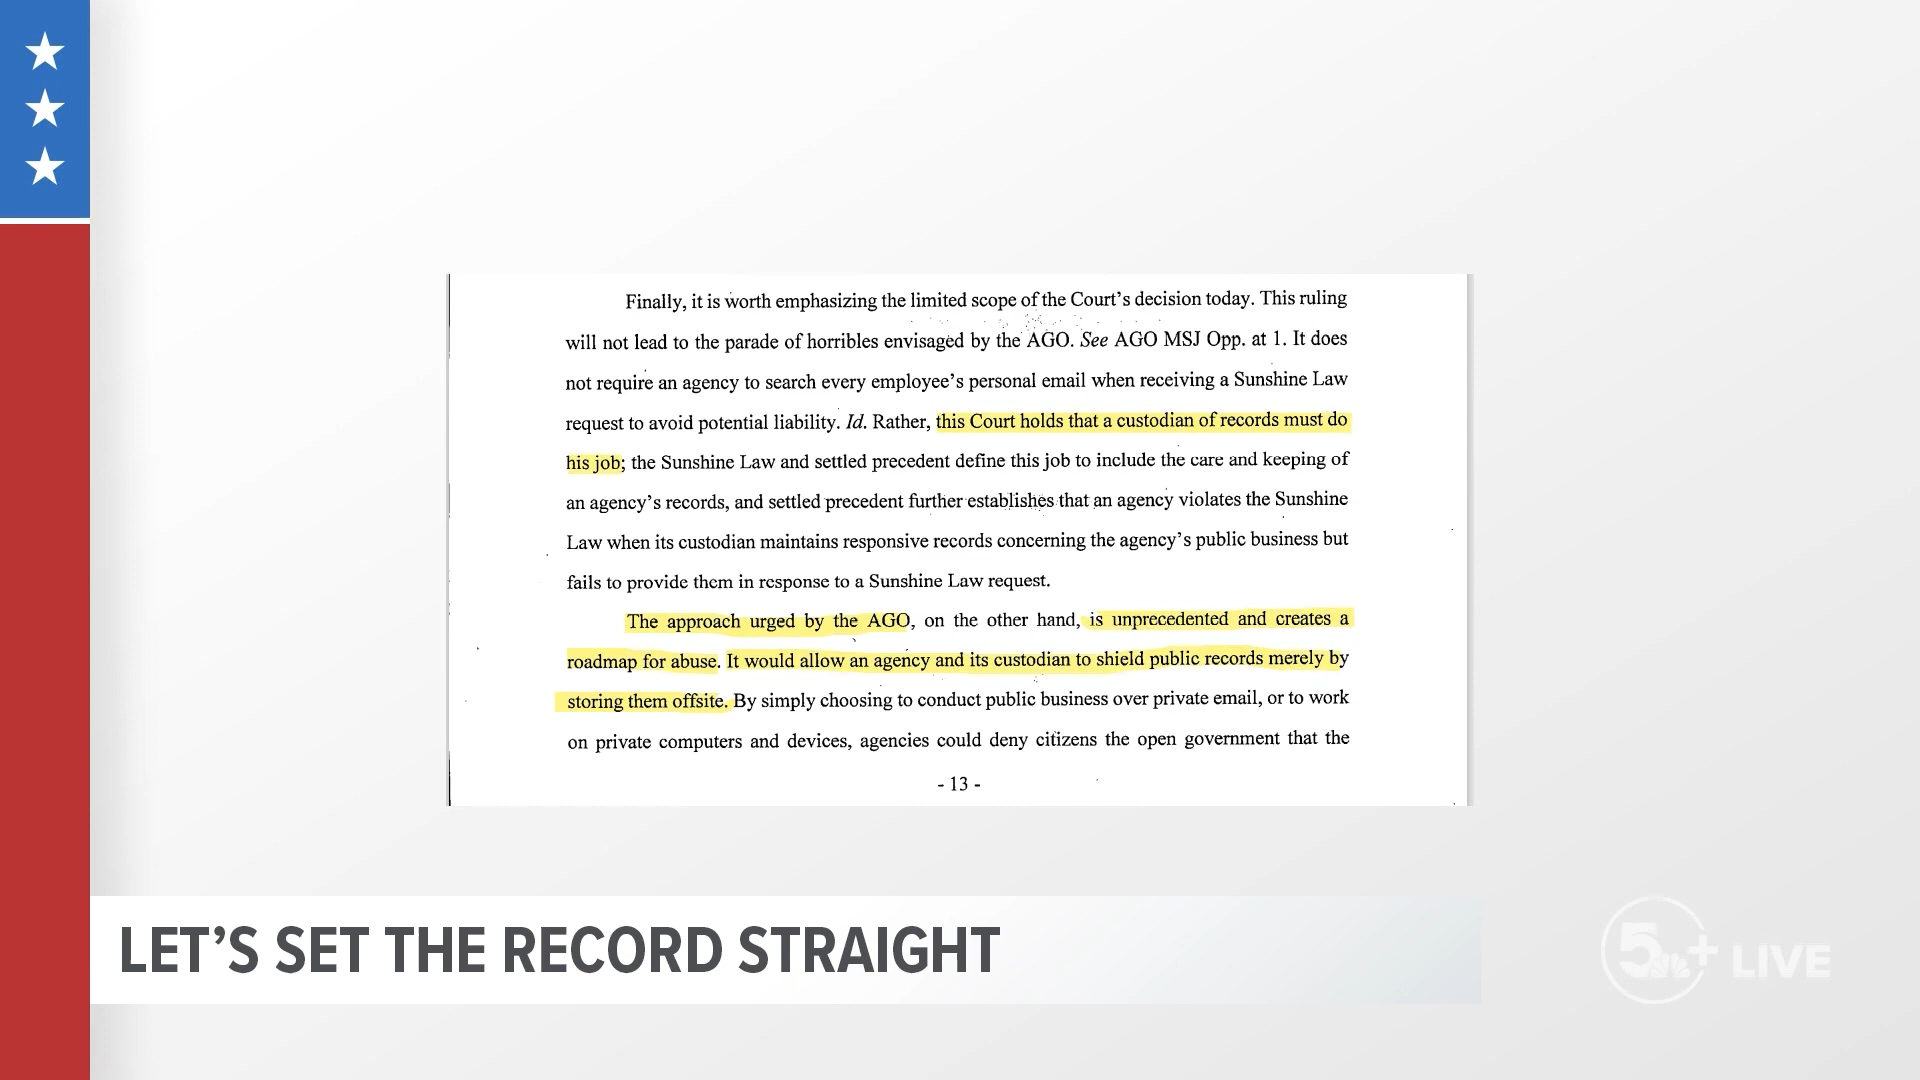 Finally, it is worth emphasizing the limited scope of the Court's decision today. This ruling
will not lead to the parade of horribles envisaged by the AGO. See AGO MSJ Opp. at 1. It does
not require an agency to search every employee's personal email when receiving a Sunshine Law
request to avoid potential liability. Id. Rather, this Court holds that a custodian of records must do
his job; the Sunshine Law and settled precedent define this job to include the care and keeping of
an agency's records, and settled precedent further establishes that an agency violates the Sunshine
Law when its custodian maintains responsive records concerning the agency's public business but
fails to provide them in response to a Sunshine Law request.
The approach urged by the AGO, on the other hand, is unprecedented and creates a
roadmap for abuse. It would allow an agency and its custodian to shield public records merely by
storing them offsite. By simply choosing to conduct public business over private email, or to work
on private computers and devices, agencies could deny citizens the open government that the
- 13 -
LET'S SET THE RECORD STRAIGHT
5+ LIVE